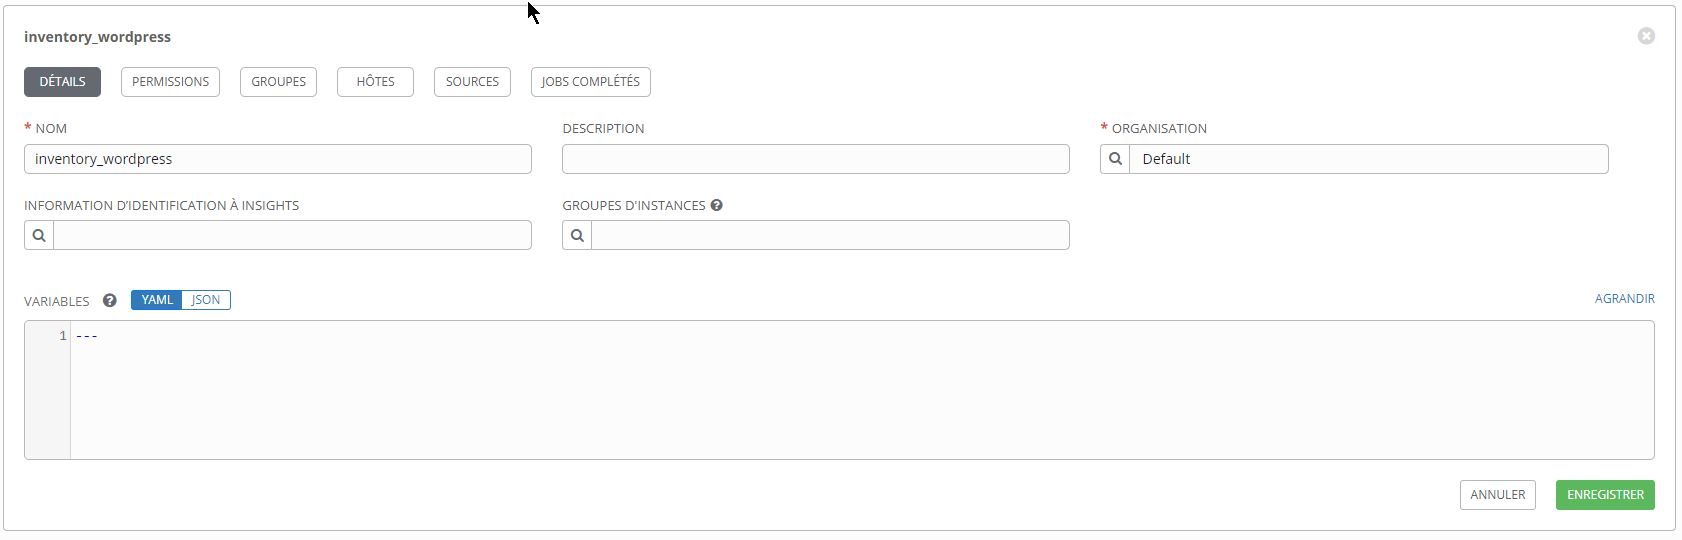 inventory_wordpress
DÉTAILS PERMISSIONS GROUPES HÔTES SOURCES JOBS COMPLÉTÉS
* NOM DESCRIPTION * ORGANISATION
inventory_wordpress Default
INFORMATION D'IDENTIFICATION À INSIGHTS GROUPES D'INSTANCES ?
VARIABLES ? YAML JSON AGRANDIR
1 ---
ANNULER ENREGISTRER